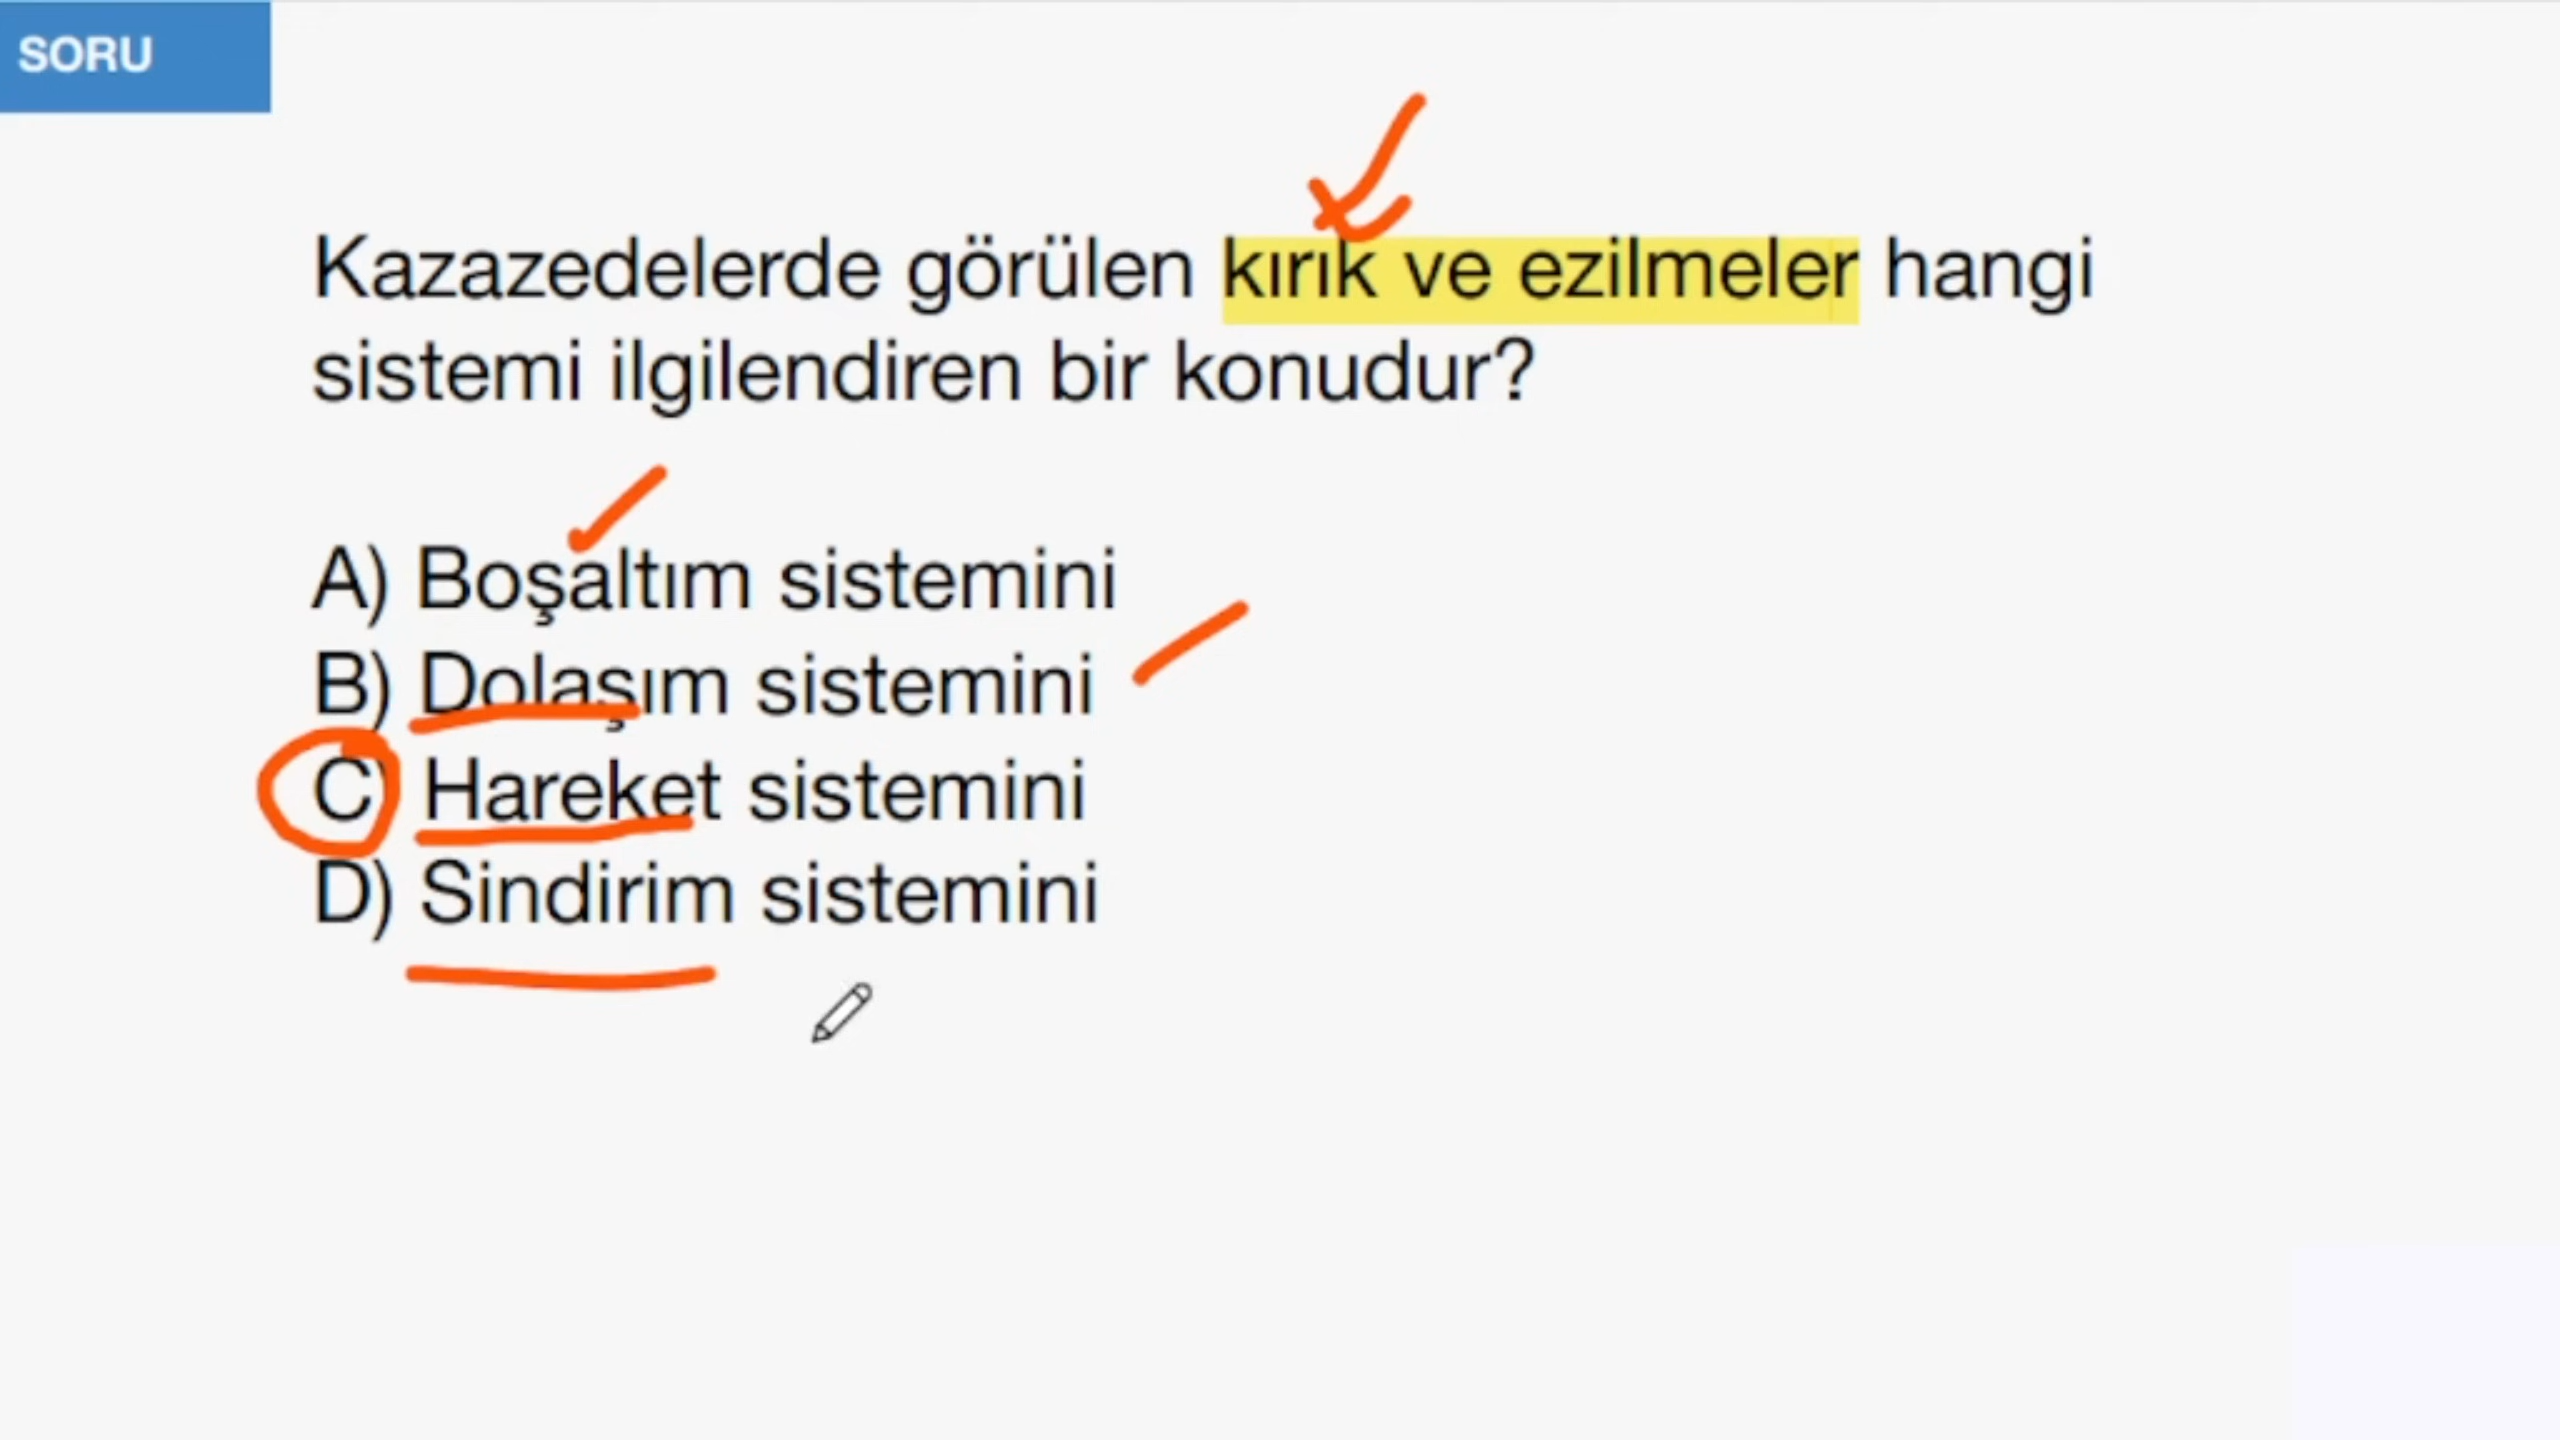 SORU
Kazazedelerde görülen kırık ve ezilmeler hangi
sistemi ilgilendiren bir konudur?
A) Boşaltım sistemini
B) Dolaşım sistemini
C) Hareket sistemini
D) Sindirim sistemini